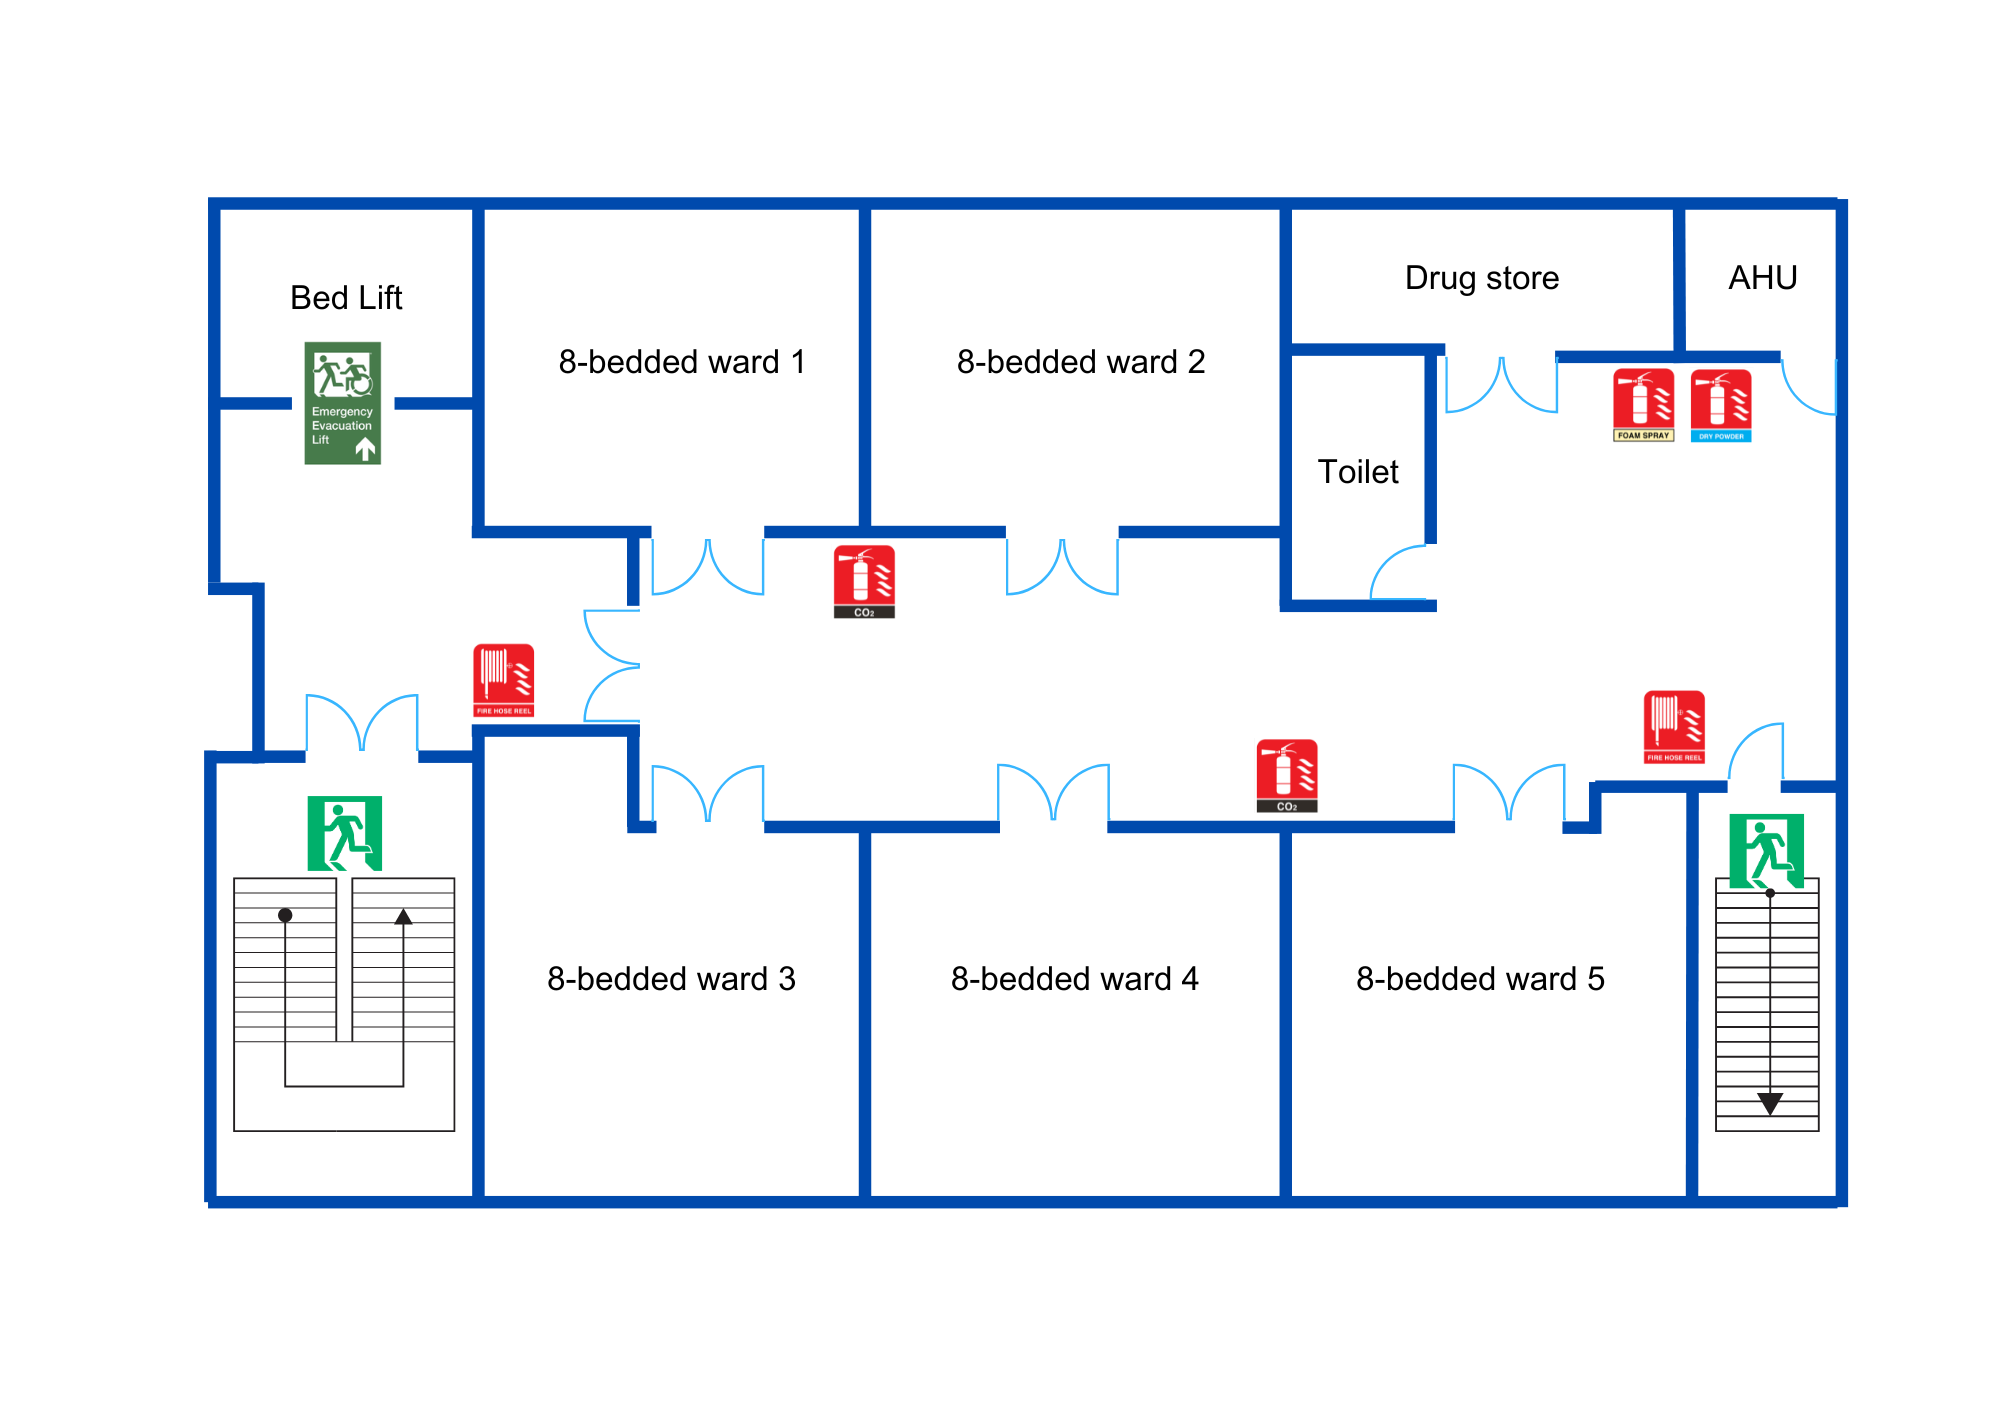 Bed Lift
Emergency
Evacuation
Lift
8-bedded ward 1
8-bedded ward 2
Drug store
AHU
FOAM SPRAY
DRY POWDER
Toilet
CO₂
FIRE HOSE REEL
FIRE HOSE REEL
CO₂
8-bedded ward 3
8-bedded ward 4
8-bedded ward 5